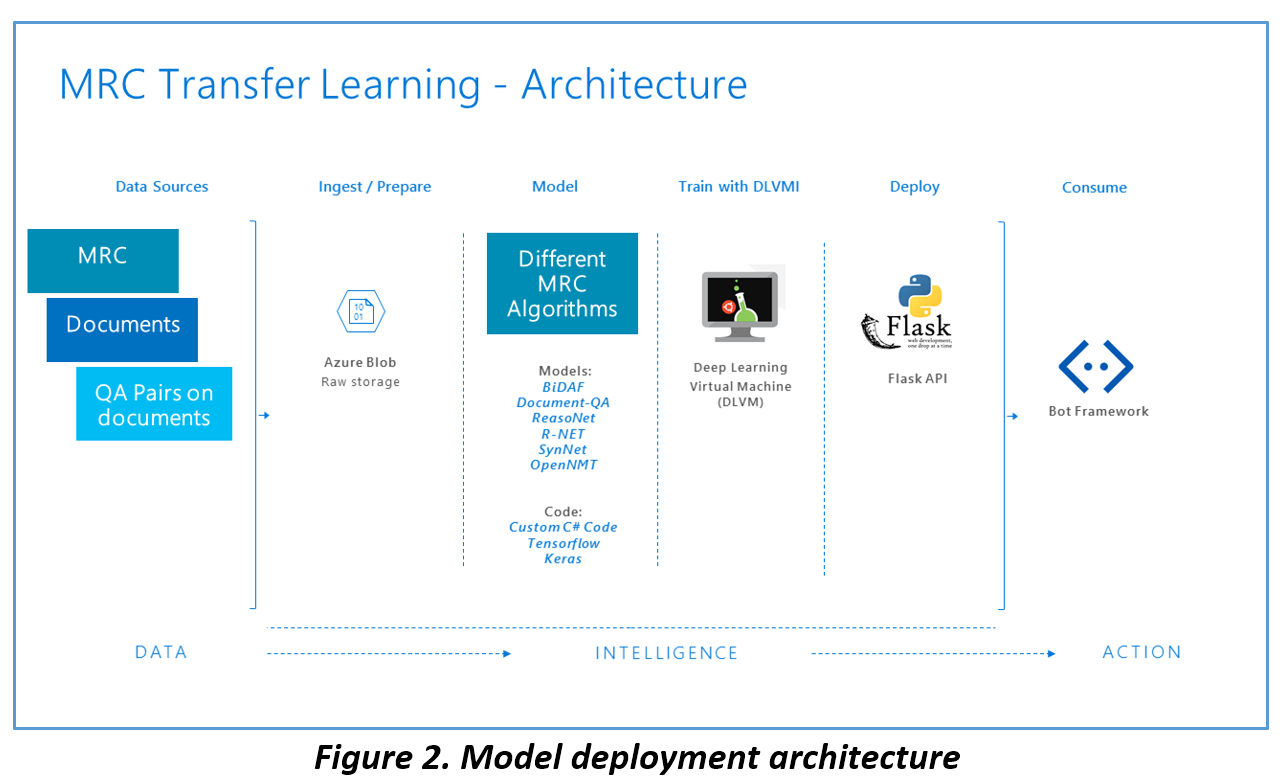 MRC Transfer Learning - Architecture
Data Sources
Ingest / Prepare
Model
Train with DLVMI
Deploy
Consume
MRC
Documents
QA Pairs on
documents
10
01
Azure Blob
Raw storage
Different
MRC
Algorithms
Models:
BiDAF
Document-QA
ReasoNet
R-NET
SynNet
OpenNMT
Code:
Custom C# Code
Tensorflow
Keras
Deep Learning
Virtual Machine
(DLVM)
Flask
web development,
one drop at a time
Flask API
Bot Framework
DATA
INTELLIGENCE
ACTION
Figure 2. Model deployment architecture